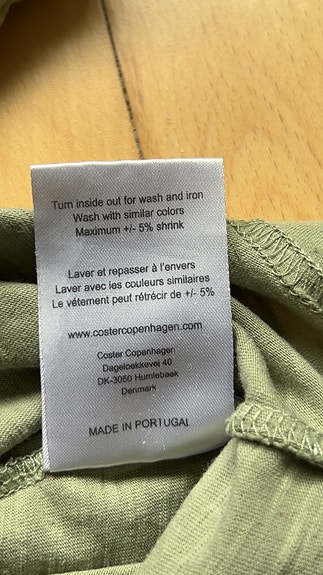 Turn inside out for wash and iron
Wash with similar colors
Maximum +/- 5% shrink
Laver et repasser à l'envers
Laver avec les couleurs similaires
Le vêtement peut rétrécir de +/- 5%
www.costercopenhagen.com
Coster Copenhagen
Dageløkkevej 40
DK-3050 Humlebæk
Denmark
MADE IN PORTUGAL